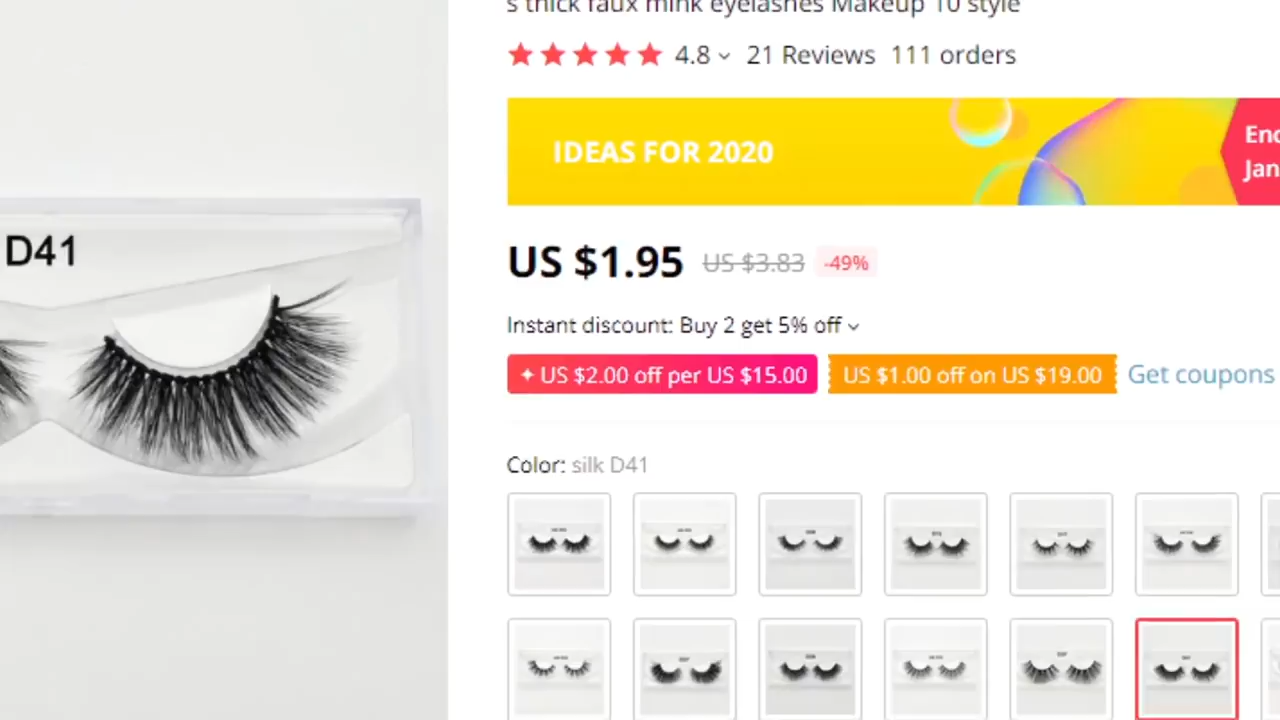 s thick faux mink eyelashes Makeup 10 style
4.8 21 Reviews 111 orders
IDEAS FOR 2020
Jan
D41
US $1.95 US $3.83 -49%
Instant discount: Buy 2 get 5% off
US $2.00 off per US $15.00 US $1.00 off on US $19.00 Get coupons
Color: silk D41